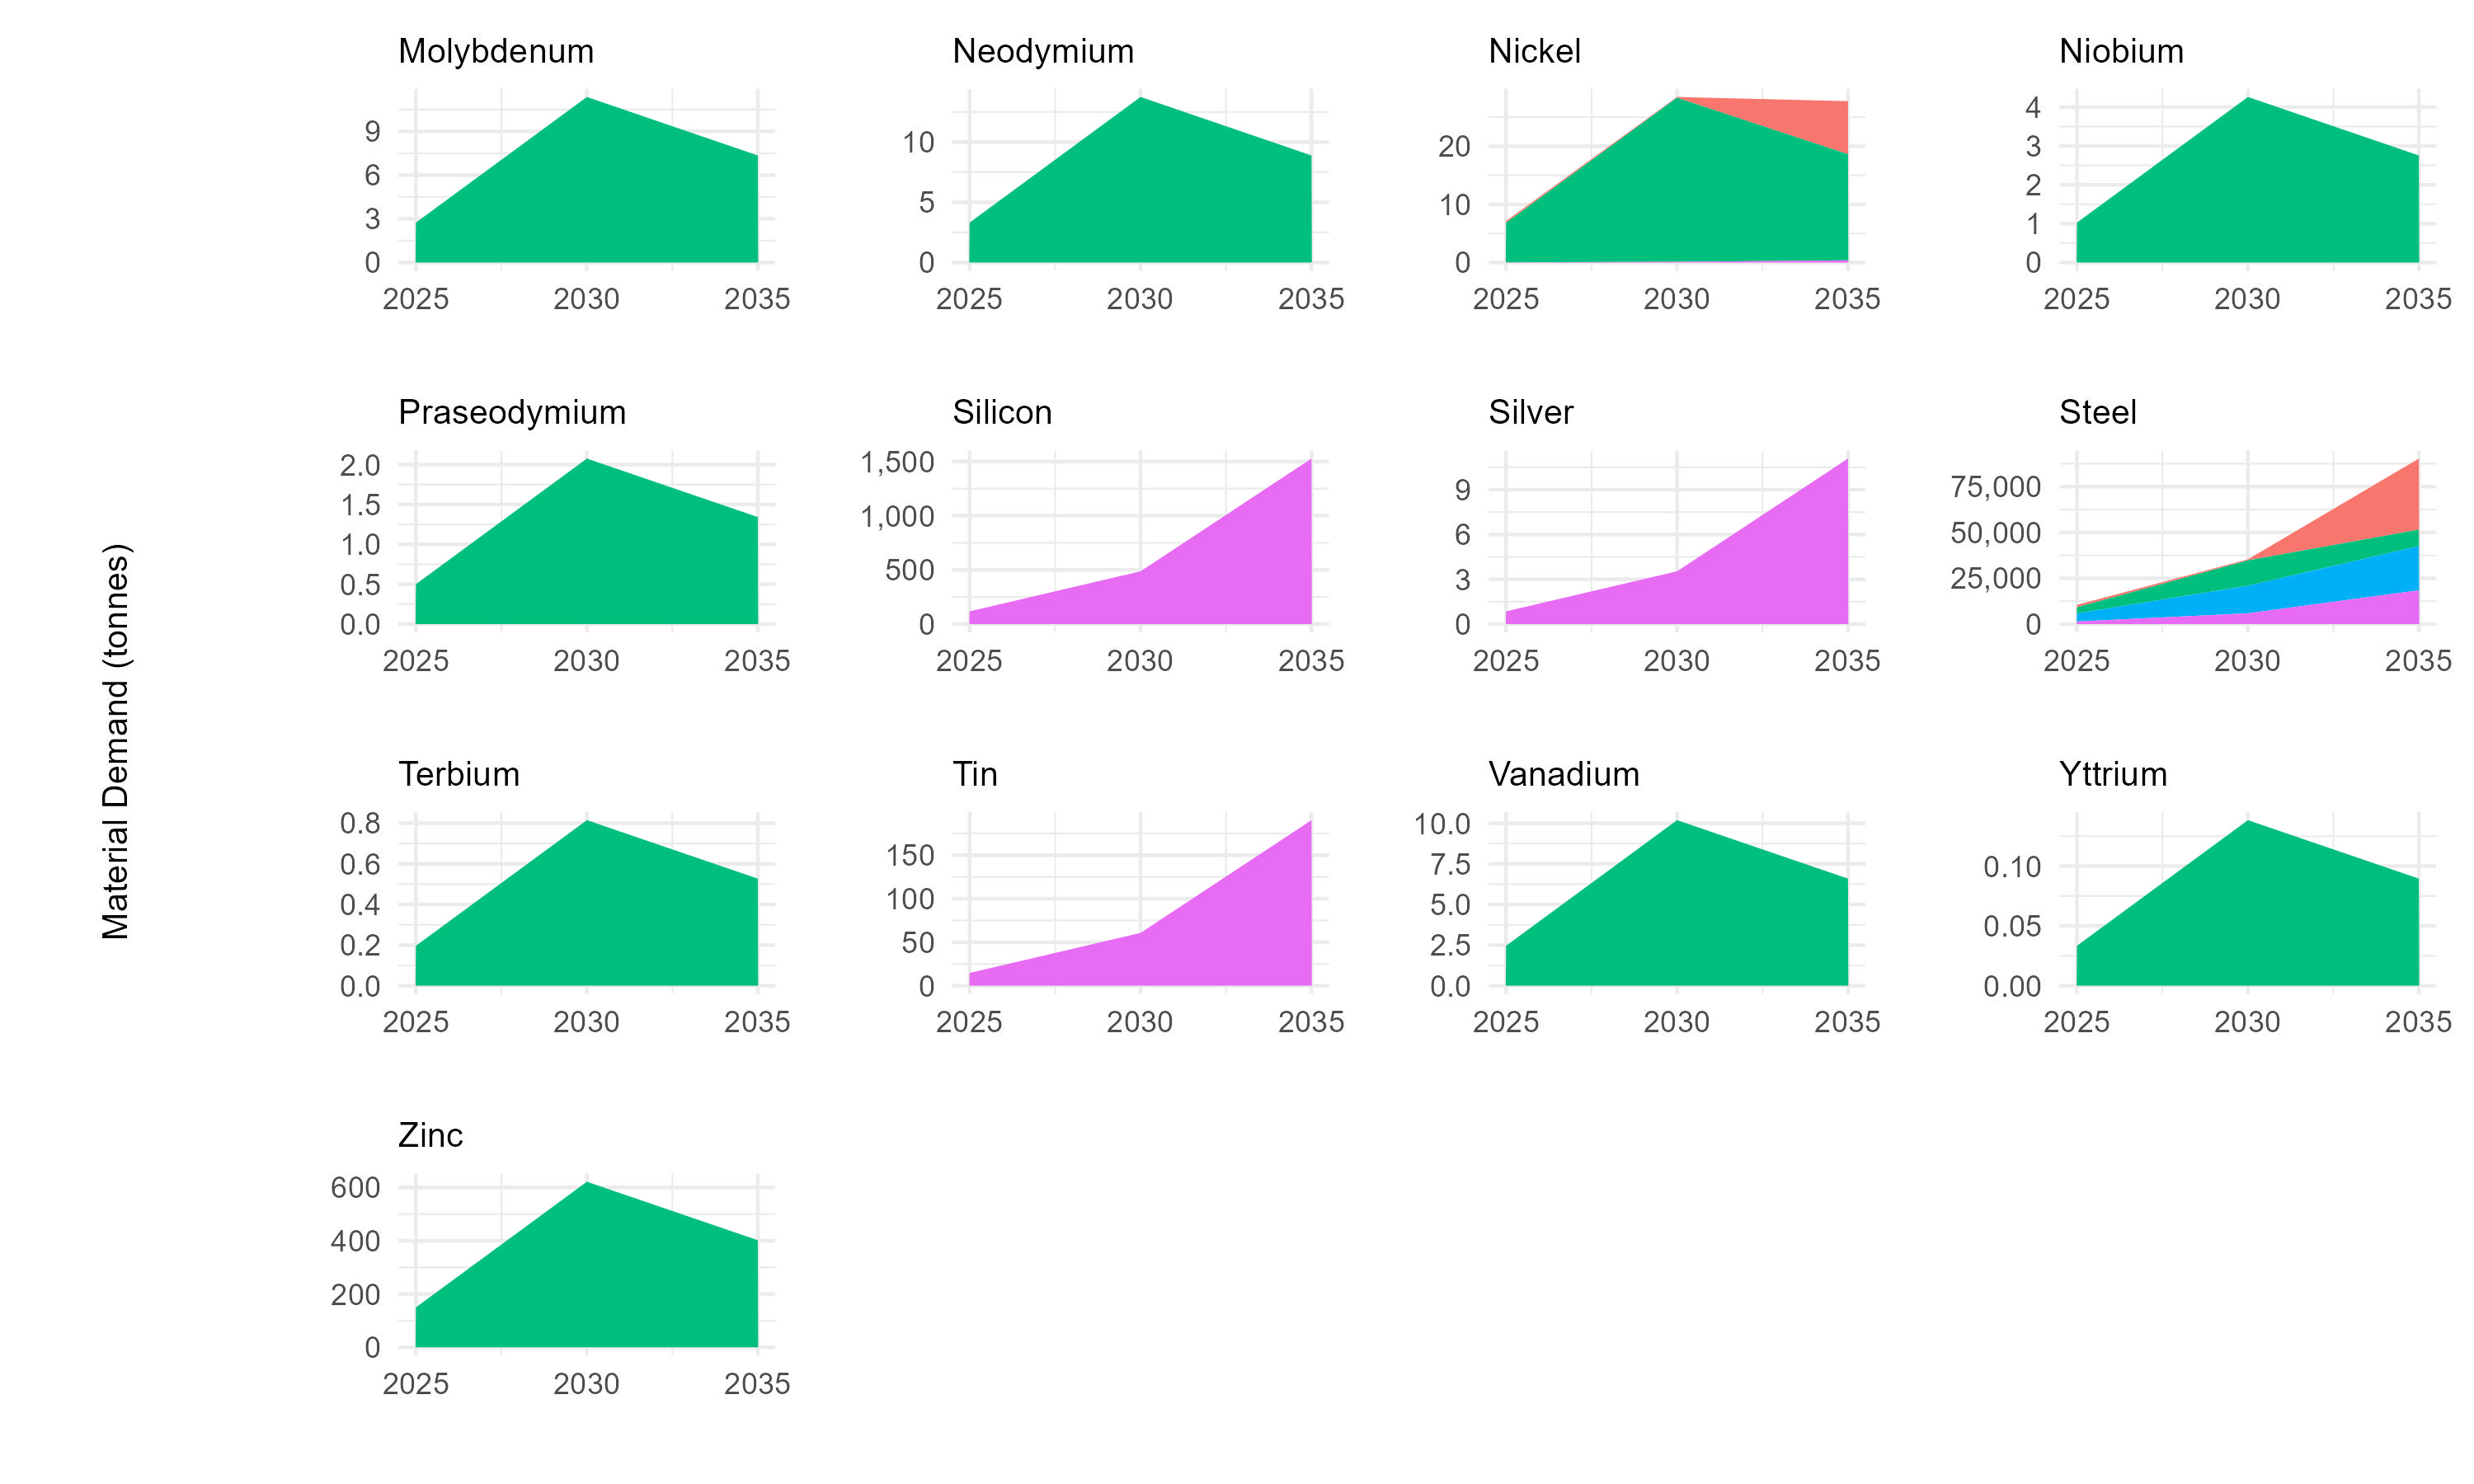 Material Demand (tonnes)
Molybdenum
9
6
3
0
2025 2030 2035
Neodymium
10
5
0
2025 2030 2035
Nickel
20
10
0
2025 2030 2035
Niobium
4
3
2
1
0
2025 2030 2035
Praseodymium
2.0
1.5
1.0
0.5
0.0
2025 2030 2035
Silicon
1,500
1,000
500
0
2025 2030 2035
Silver
9
6
3
0
2025 2030 2035
Steel
75,000
50,000
25,000
0
2025 2030 2035
Terbium
0.8
0.6
0.4
0.2
0.0
2025 2030 2035
Tin
150
100
50
0
2025 2030 2035
Vanadium
10.0
7.5
5.0
2.5
0.0
2025 2030 2035
Yttrium
0.10
0.05
0.00
2025 2030 2035
Zinc
600
400
200
0
2025 2030 2035